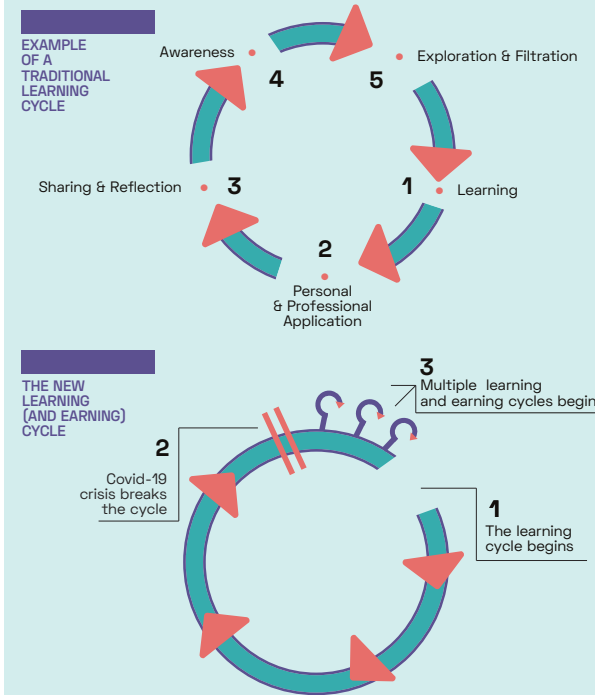 EXAMPLE
OF A
TRADITIONAL
LEARNING
CYCLE
Awareness
4
5
Exploration & Filtration
Sharing & Reflection
3
1
Learning
2
Personal
& Professional
Application
THE NEW
LEARNING
(AND EARNING)
CYCLE
3
Multiple learning
and earning cycles begin
2
Covid-19
crisis breaks
the cycle
1
The learning
cycle begins